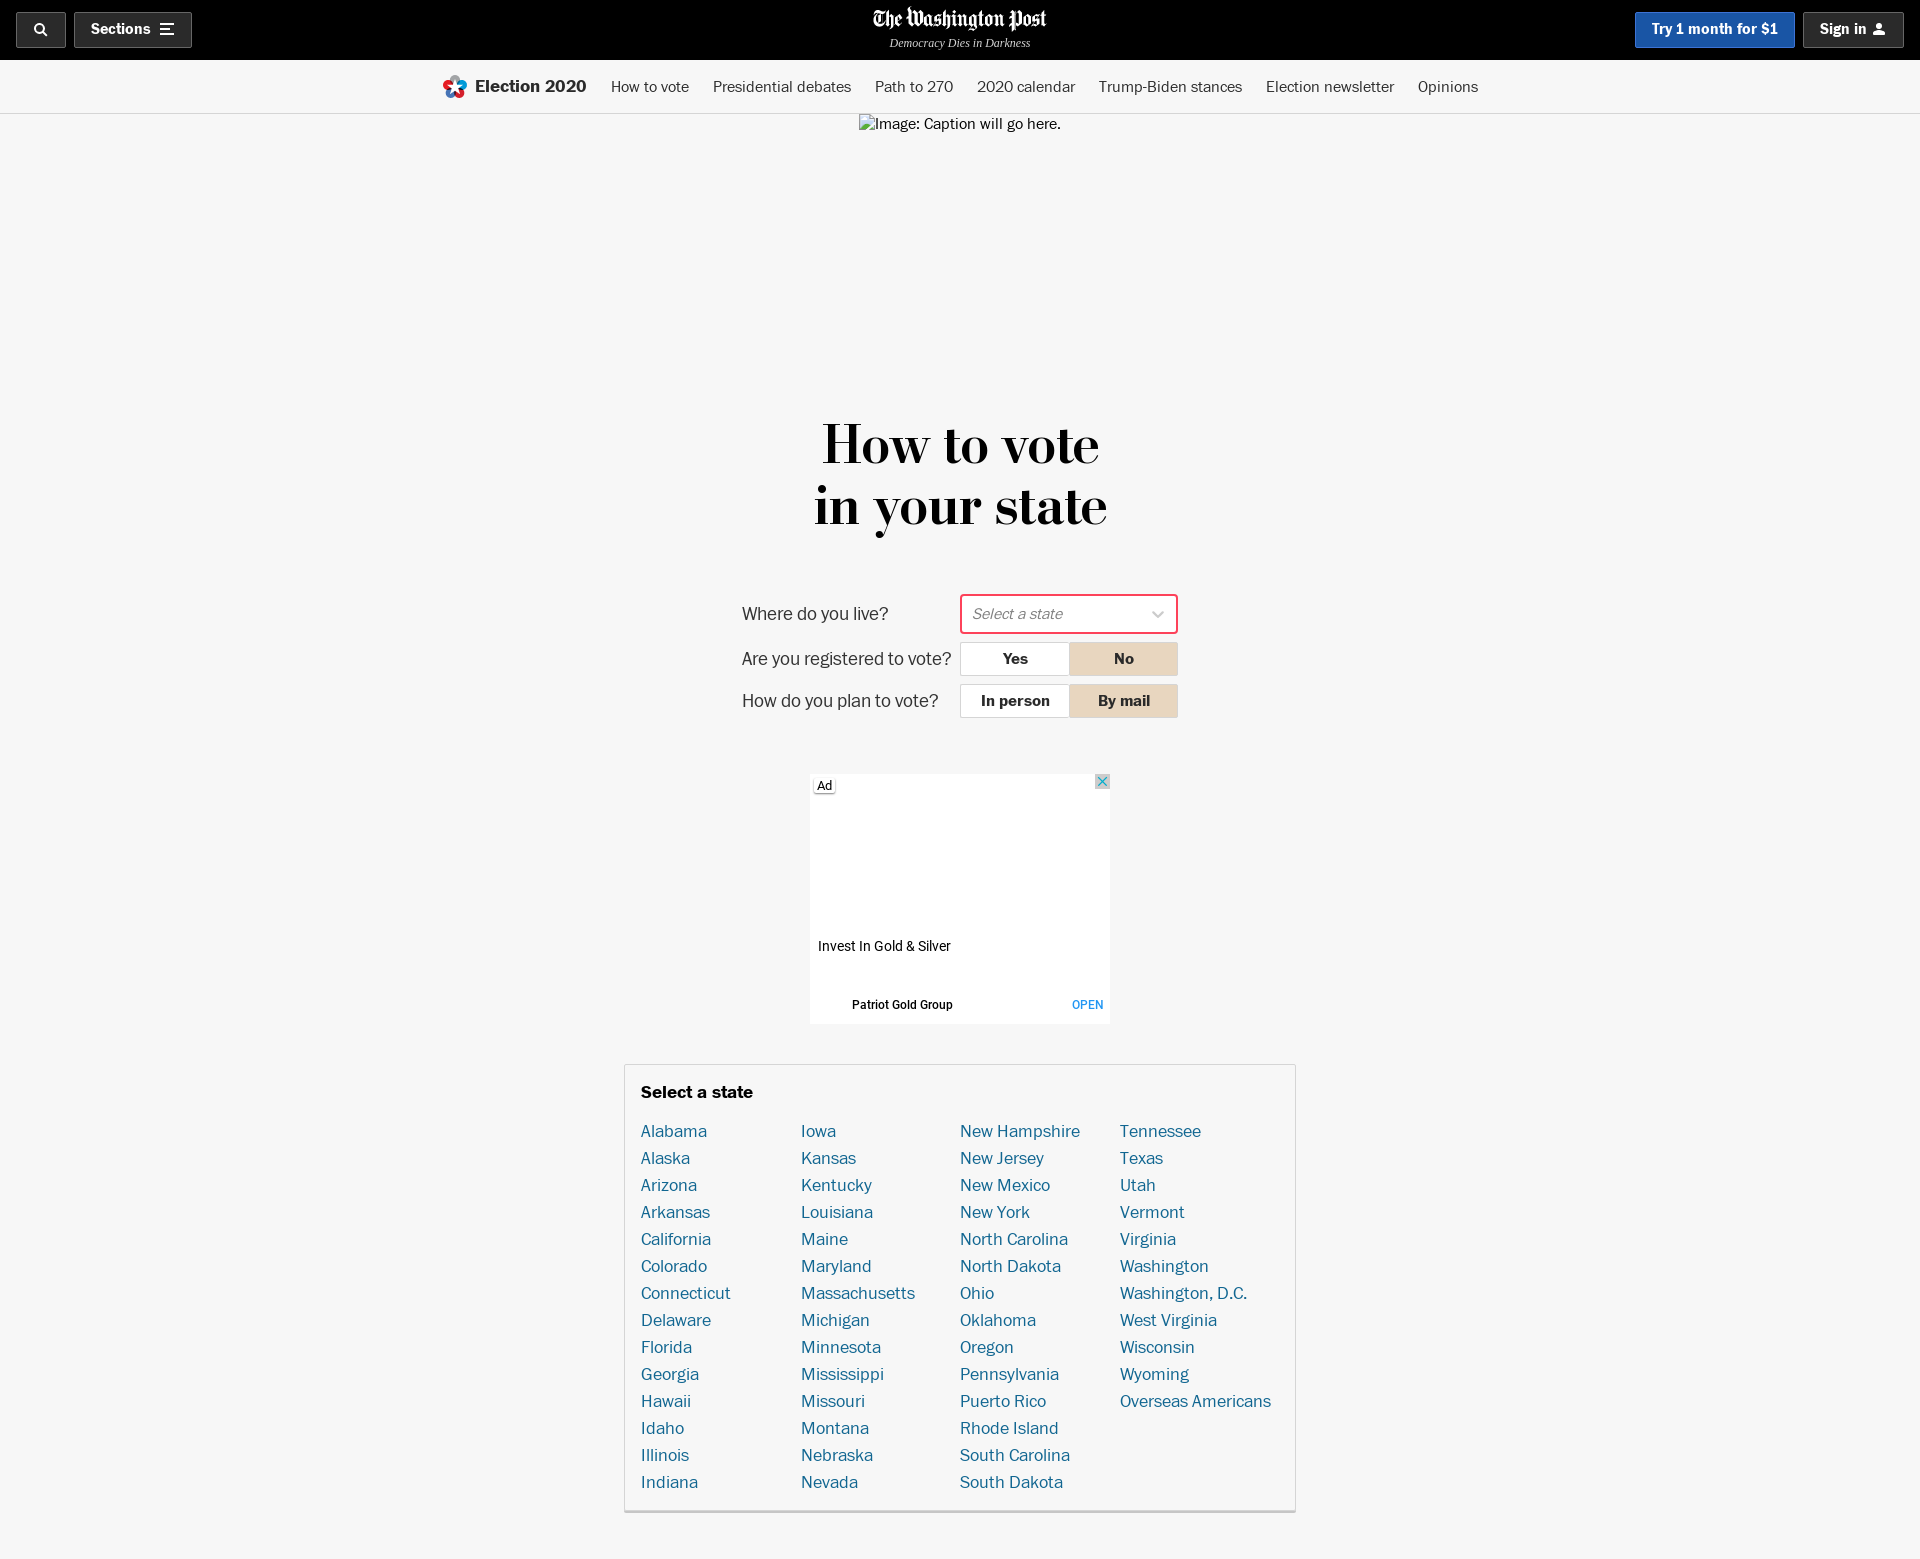 Sections
The Washington Post
Democracy Dies in Darkness
Try 1 month for $1
Sign in
Election 2020
How to vote
Presidential debates
Path to 270
2020 calendar
Trump-Biden stances
Election newsletter
Opinions
Image: Caption will go here.
How to vote
in your state
Where do you live?
Select a state
Are you registered to vote?
Yes
No
How do you plan to vote?
In person
By mail
Ad
Invest In Gold & Silver
Patriot Gold Group
OPEN
Select a state
Alabama
Alaska
Arizona
Arkansas
California
Colorado
Connecticut
Delaware
Florida
Georgia
Hawaii
Idaho
Illinois
Indiana
Iowa
Kansas
Kentucky
Louisiana
Maine
Maryland
Massachusetts
Michigan
Minnesota
Mississippi
Missouri
Montana
Nebraska
Nevada
New Hampshire
New Jersey
New Mexico
New York
North Carolina
North Dakota
Ohio
Oklahoma
Oregon
Pennsylvania
Puerto Rico
Rhode Island
South Carolina
South Dakota
Tennessee
Texas
Utah
Vermont
Virginia
Washington
Washington, D.C.
West Virginia
Wisconsin
Wyoming
Overseas Americans